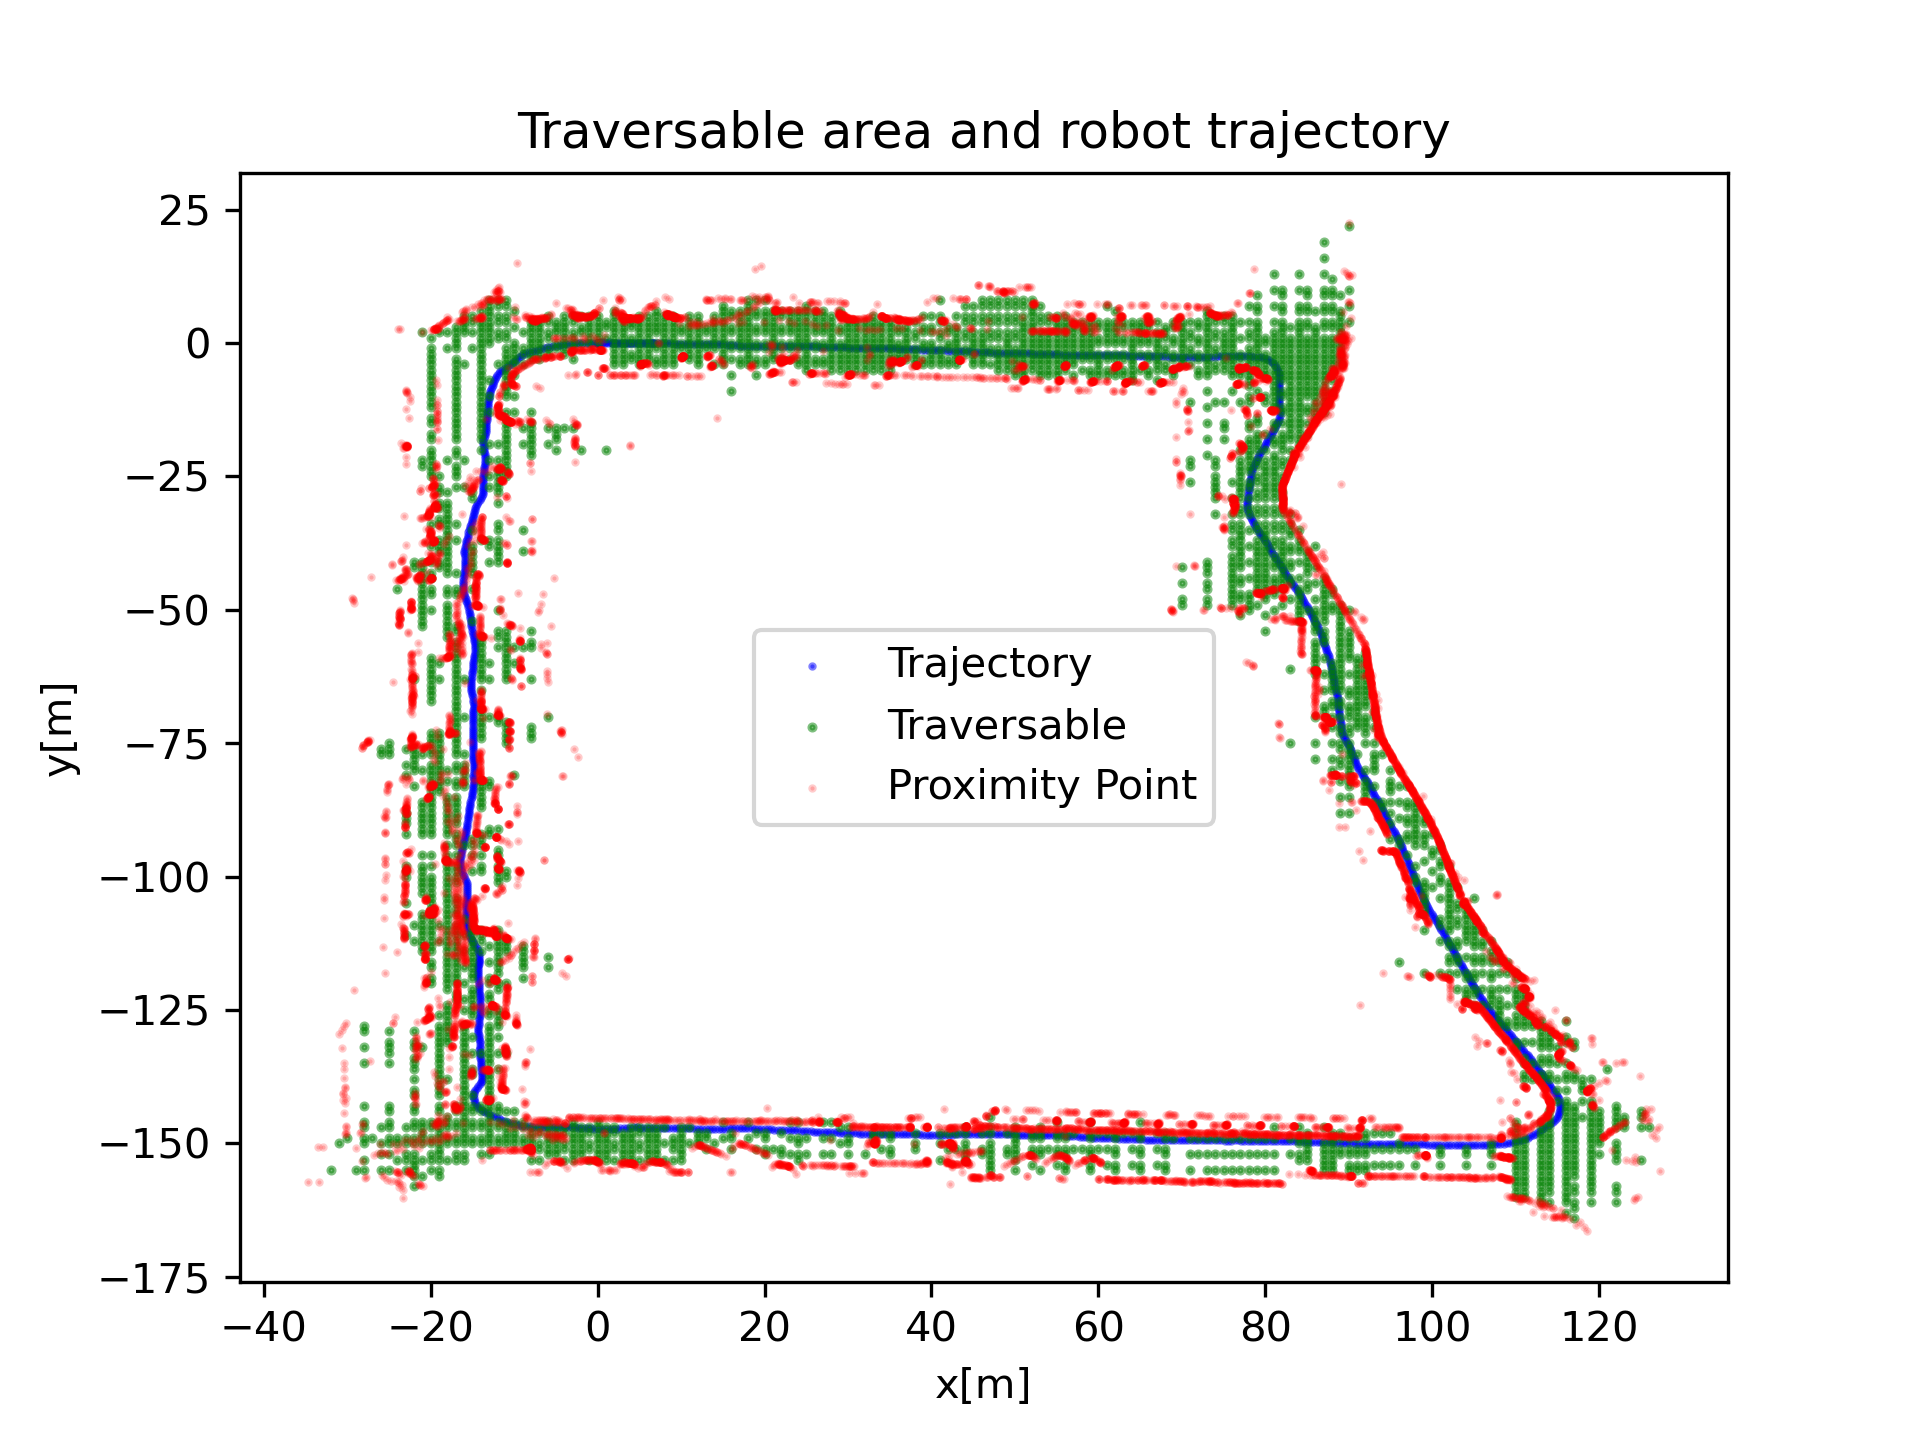 Traversable area and robot trajectory
25
0
−25
−50
−75
−100
−125
−150
−175
y[m]
Trajectory
Traversable
Proximity Point
−40 −20 0 20 40 60 80 100 120
x[m]